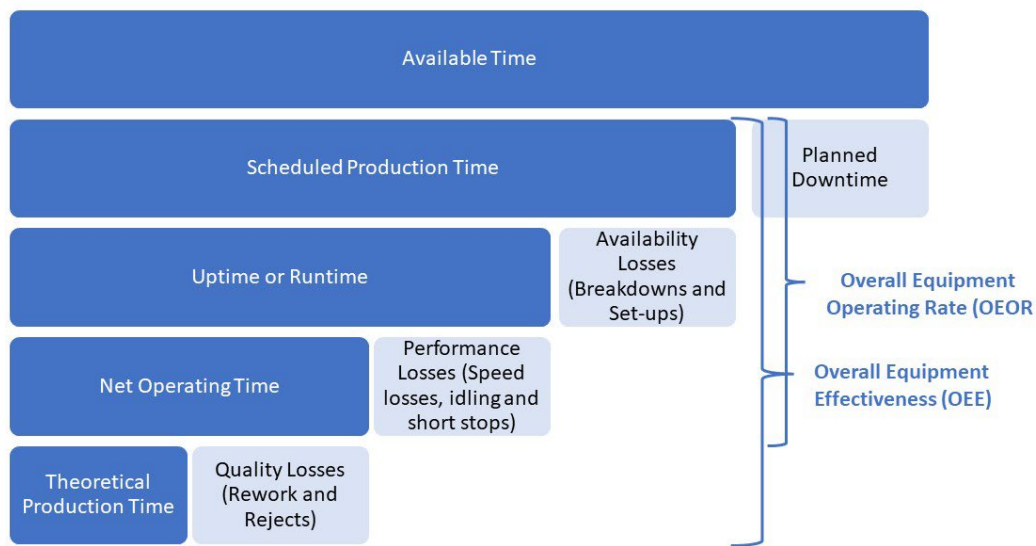 Available Time
Scheduled Production Time
Planned
Downtime
Uptime or Runtime
Availability
Losses
(Breakdowns and
Set-ups)
Overall Equipment
Operating Rate (OEOR
Net Operating Time
Performance
Losses (Speed
losses, idling and
short stops)
Overall Equipment
Effectiveness (OEE)
Theoretical
Production Time
Quality Losses
(Rework and
Rejects)